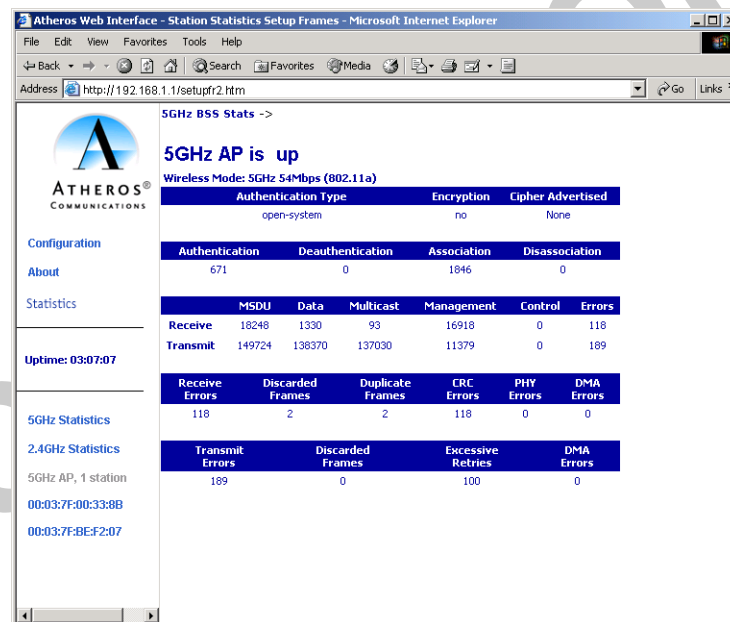 Atheros Web Interface - Station Statistics Setup Frames - Microsoft Internet Explorer
File Edit View Favorites Tools Help
Back Search Favorites Media
Address http://192.168.1.1/setupfr2.htm Go Links
ATHEROS®
COMMUNICATIONS
Configuration
About
Statistics
Uptime: 03:07:07
5GHz Statistics
2.4GHz Statistics
5GHz AP, 1 station
00:03:7F:00:33:8B
00:03:7F:BE:F2:07
5GHz BSS Stats ->
5GHz AP is up
Wireless Mode: 5GHz 54Mbps (802.11a)
Authentication Type Encryption Cipher Advertised
open-system no None
Authentication Deauthentication Association Disassociation
671 0 1846 0
MSDU Data Multicast Management Control Errors
Receive 18248 1330 93 16918 0 118
Transmit 149724 138370 137030 11379 0 189
Receive Errors Discarded Frames Duplicate Frames CRC Errors PHY Errors DMA Errors
118 2 2 118 0 0
Transmit Errors Discarded Frames Excessive Retries DMA Errors
189 0 100 0